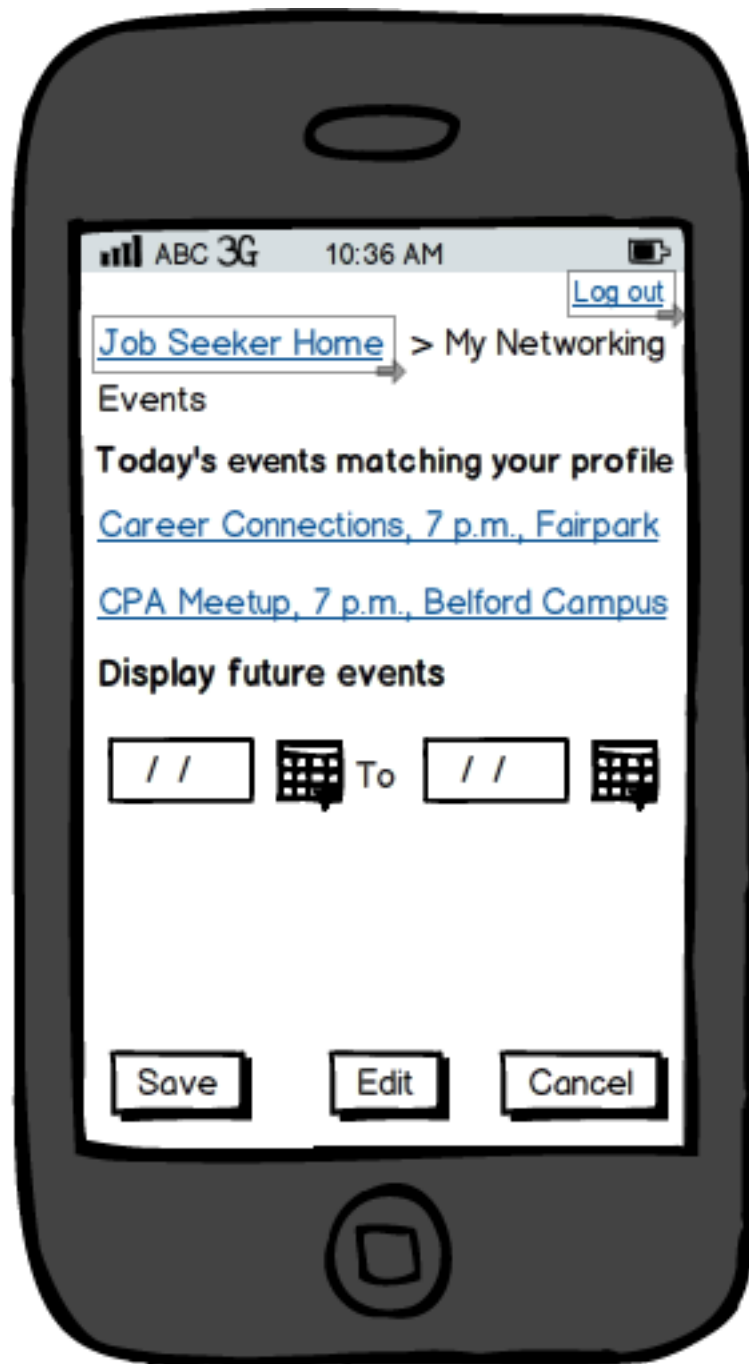 ABC 3G 10:36 AM
Log out
Job Seeker Home > My Networking
Events
Today's events matching your profile
Career Connections, 7 p.m., Fairpark
CPA Meetup, 7 p.m., Belford Campus
Display future events
/ / To / /
Save Edit Cancel